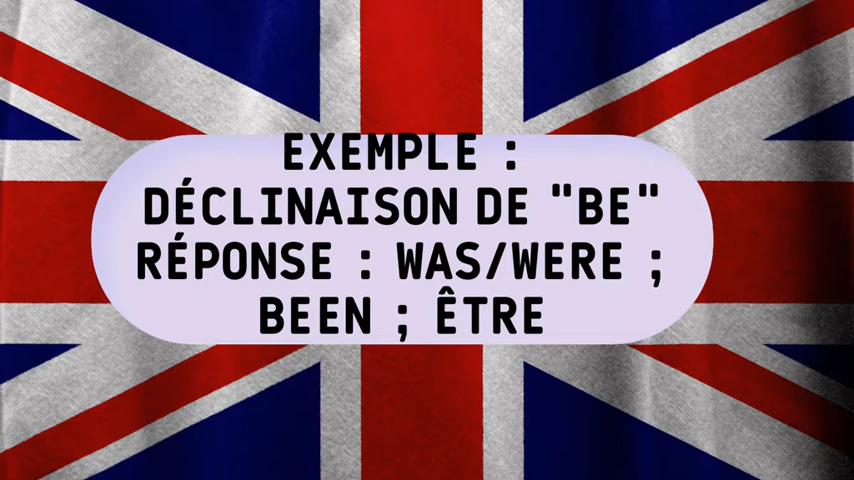 EXEMPLE :
DÉCLINAISON DE "BE"
RÉPONSE : WAS/WERE ;
BEEN ; ÊTRE